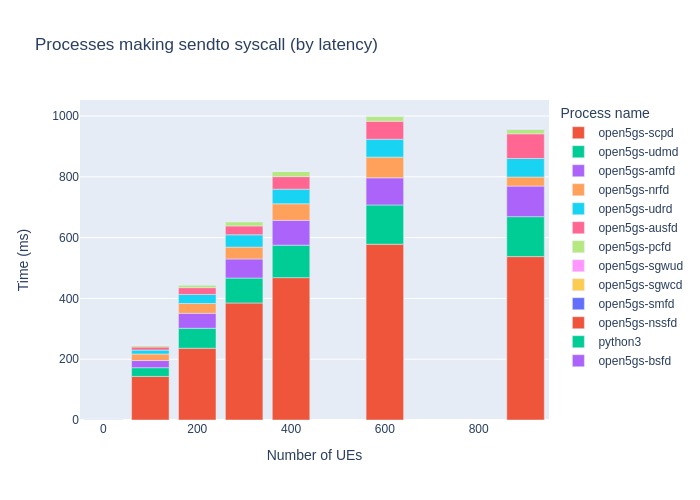 Processes making sendto syscall (by latency)
Process name
open5gs-scpd
open5gs-udmd
open5gs-amfd
open5gs-nrfd
open5gs-udrd
open5gs-ausfd
open5gs-pcfd
open5gs-sgwud
open5gs-sgwcd
open5gs-smfd
open5gs-nssfd
python3
open5gs-bsfd
Time (ms)
1000
800
600
400
200
0
0 200 400 600 800
Number of UEs